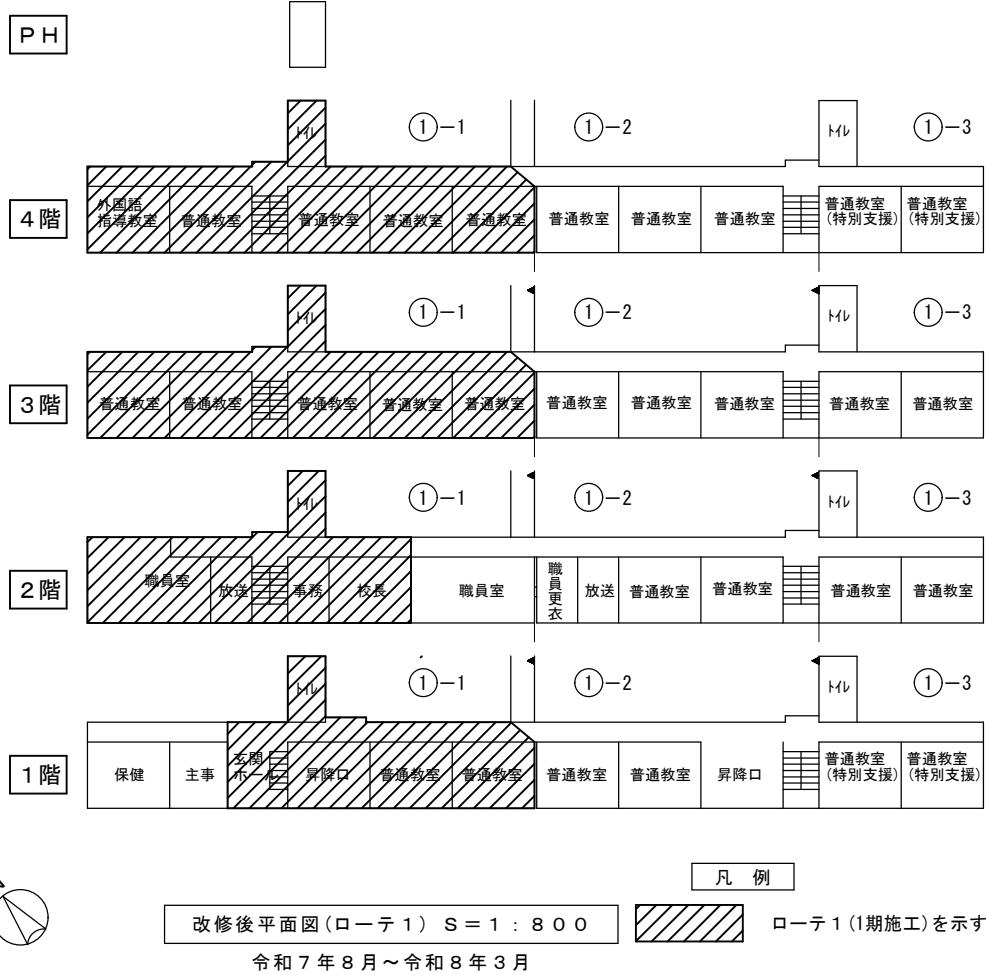 ＰＨ
①－1
①－2
①－3
ﾄｲﾚ
ﾄｲﾚ
４階
外国語
指導教室
普通教室
普通教室
普通教室
普通教室
普通教室
普通教室
普通教室
普通教室
(特別支援)
普通教室
(特別支援)
①－1
①－2
①－3
ﾄｲﾚ
ﾄｲﾚ
３階
普通教室
普通教室
普通教室
普通教室
普通教室
普通教室
普通教室
普通教室
普通教室
普通教室
①－1
①－2
①－3
ﾄｲﾚ
ﾄｲﾚ
２階
職員室
放送
事務
校長
職員室
職員更衣
放送
普通教室
普通教室
普通教室
普通教室
①－1
①－2
①－3
ﾄｲﾚ
ﾄｲﾚ
１階
保健
主事
玄関
ホール
昇降口
普通教室
普通教室
普通教室
普通教室
昇降口
普通教室
(特別支援)
普通教室
(特別支援)
凡　例
改修後平面図(ローテ１)　Ｓ＝１：８００
ローテ１(1期施工)を示す
令和７年８月～令和８年３月